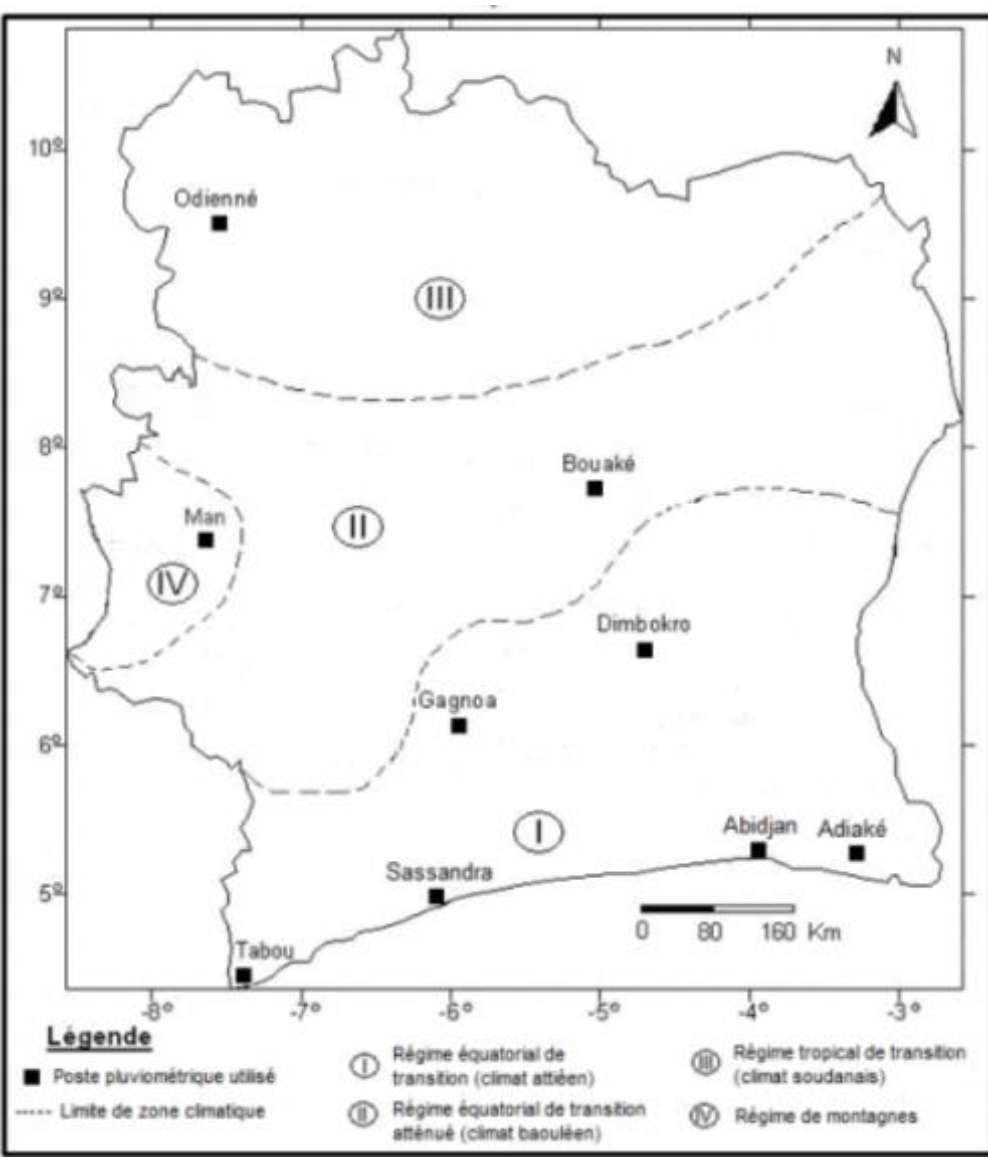 N
10º
Odienné
9º
III
8º
Bouaké
Man
II
IV
7º
Dimbokro
Gagnoa
6º
I
Abidjan
Adiaké
Sassandra
5º
0 80 160 Km
Tabou
-8º -7º -6º -5º -4º -3º
Légende
Poste pluviométrique utilisé
Limite de zone climatique
I Régime équatorial de
transition (climat attiéen)
II Régime équatorial de transition
atténué (climat baouléen)
III Régime tropical de transition
(climat soudanais)
IV Régime de montagnes